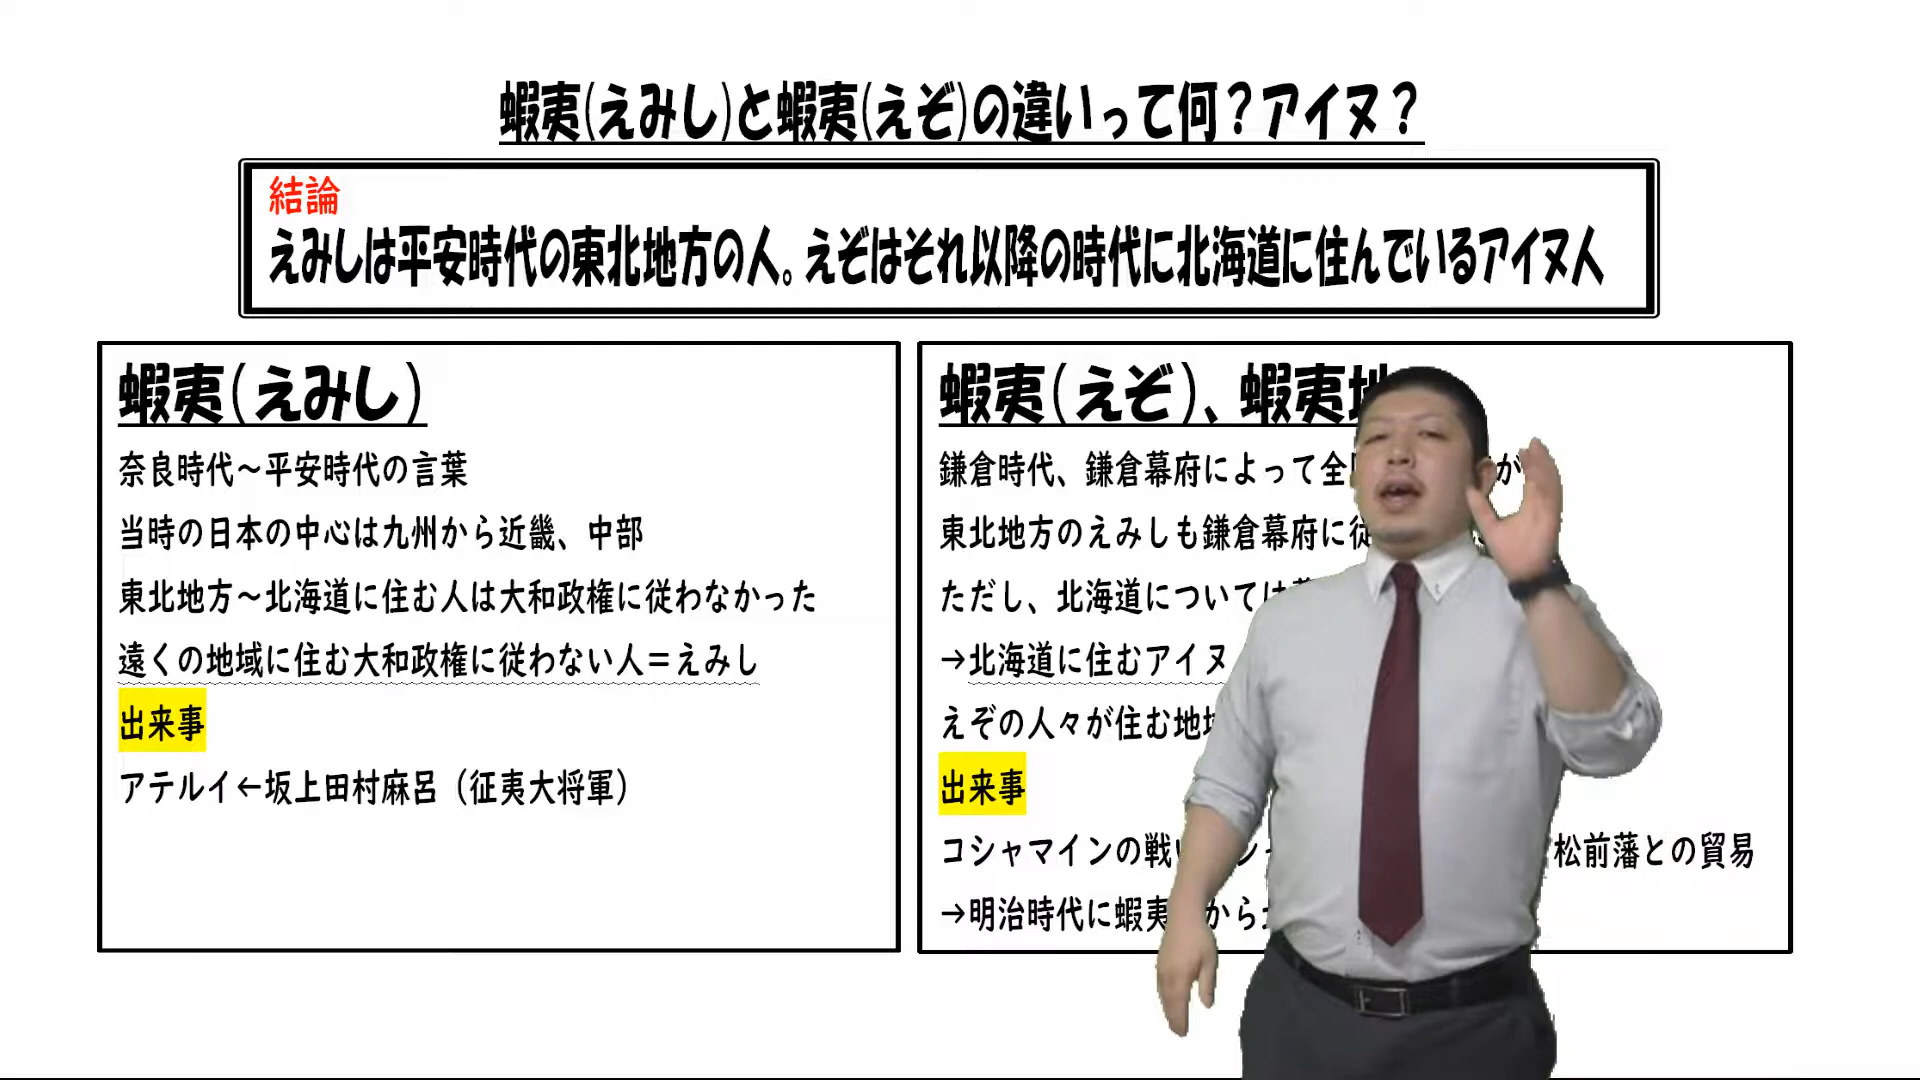 蝦夷(えみし)と蝦夷(えぞ)の違いって何？アイヌ？
結論
えみしは平安時代の東北地方の人。えぞはそれ以降の時代に北海道に住んでいるアイヌ人
蝦夷(えみし)
奈良時代～平安時代の言葉
当時の日本の中心は九州から近畿、中部
東北地方～北海道に住む人は大和政権に従わなかった
遠くの地域に住む大和政権に従わない人＝えみし
出来事
アテルイ←坂上田村麻呂（征夷大将軍）
蝦夷(えぞ)、蝦夷
鎌倉時代、鎌倉幕府によって全 が
東北地方のえみしも鎌倉幕府に従
ただし、北海道については
→北海道に住むアイヌ
えぞの人々が住む地
出来事
コシャマインの戦 松前藩との貿易
→明治時代に蝦夷 から